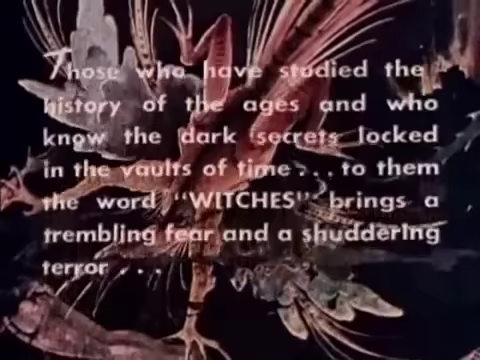 Those who have studied the
history of the ages and who
know the dark secrets locked
in the vaults of time...to them
the word "WITCHES" brings a
trembling fear and a shuddering
terror...